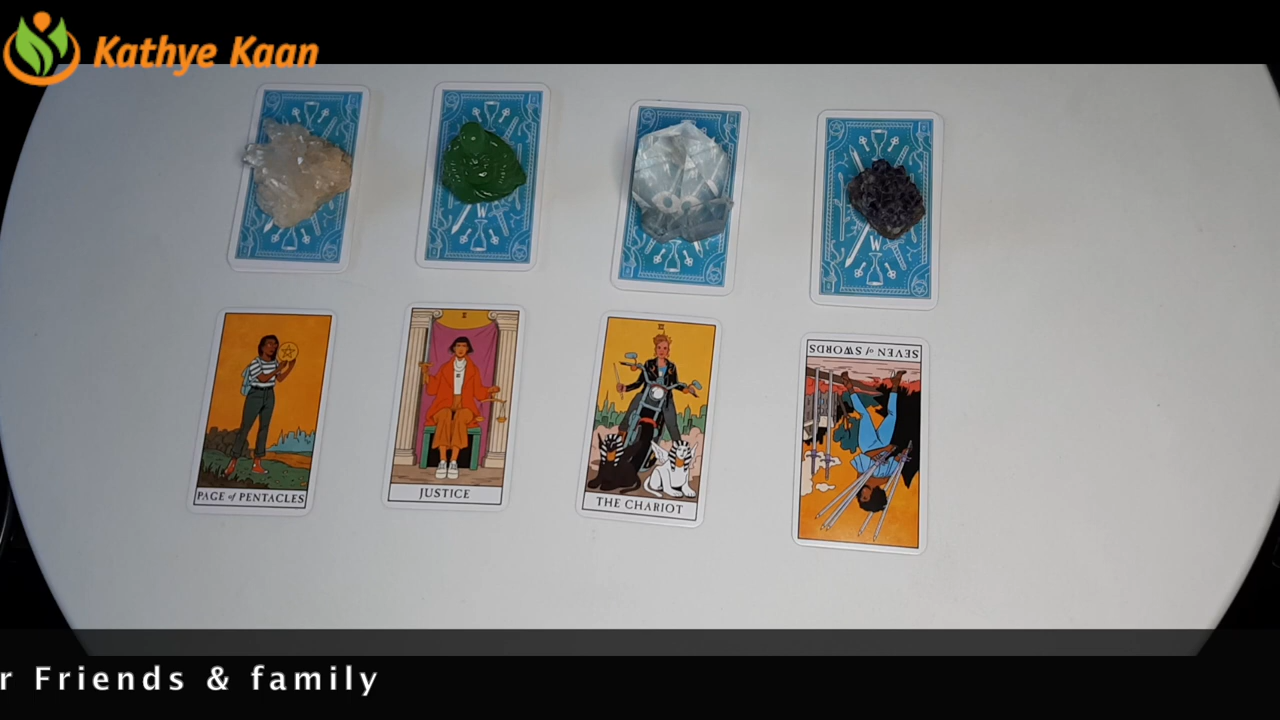 Kathye Kaan
W
W
PAGE of PENTACLES
JUSTICE
THE CHARIOT
SEVEN of SWORDS
r Friends & family